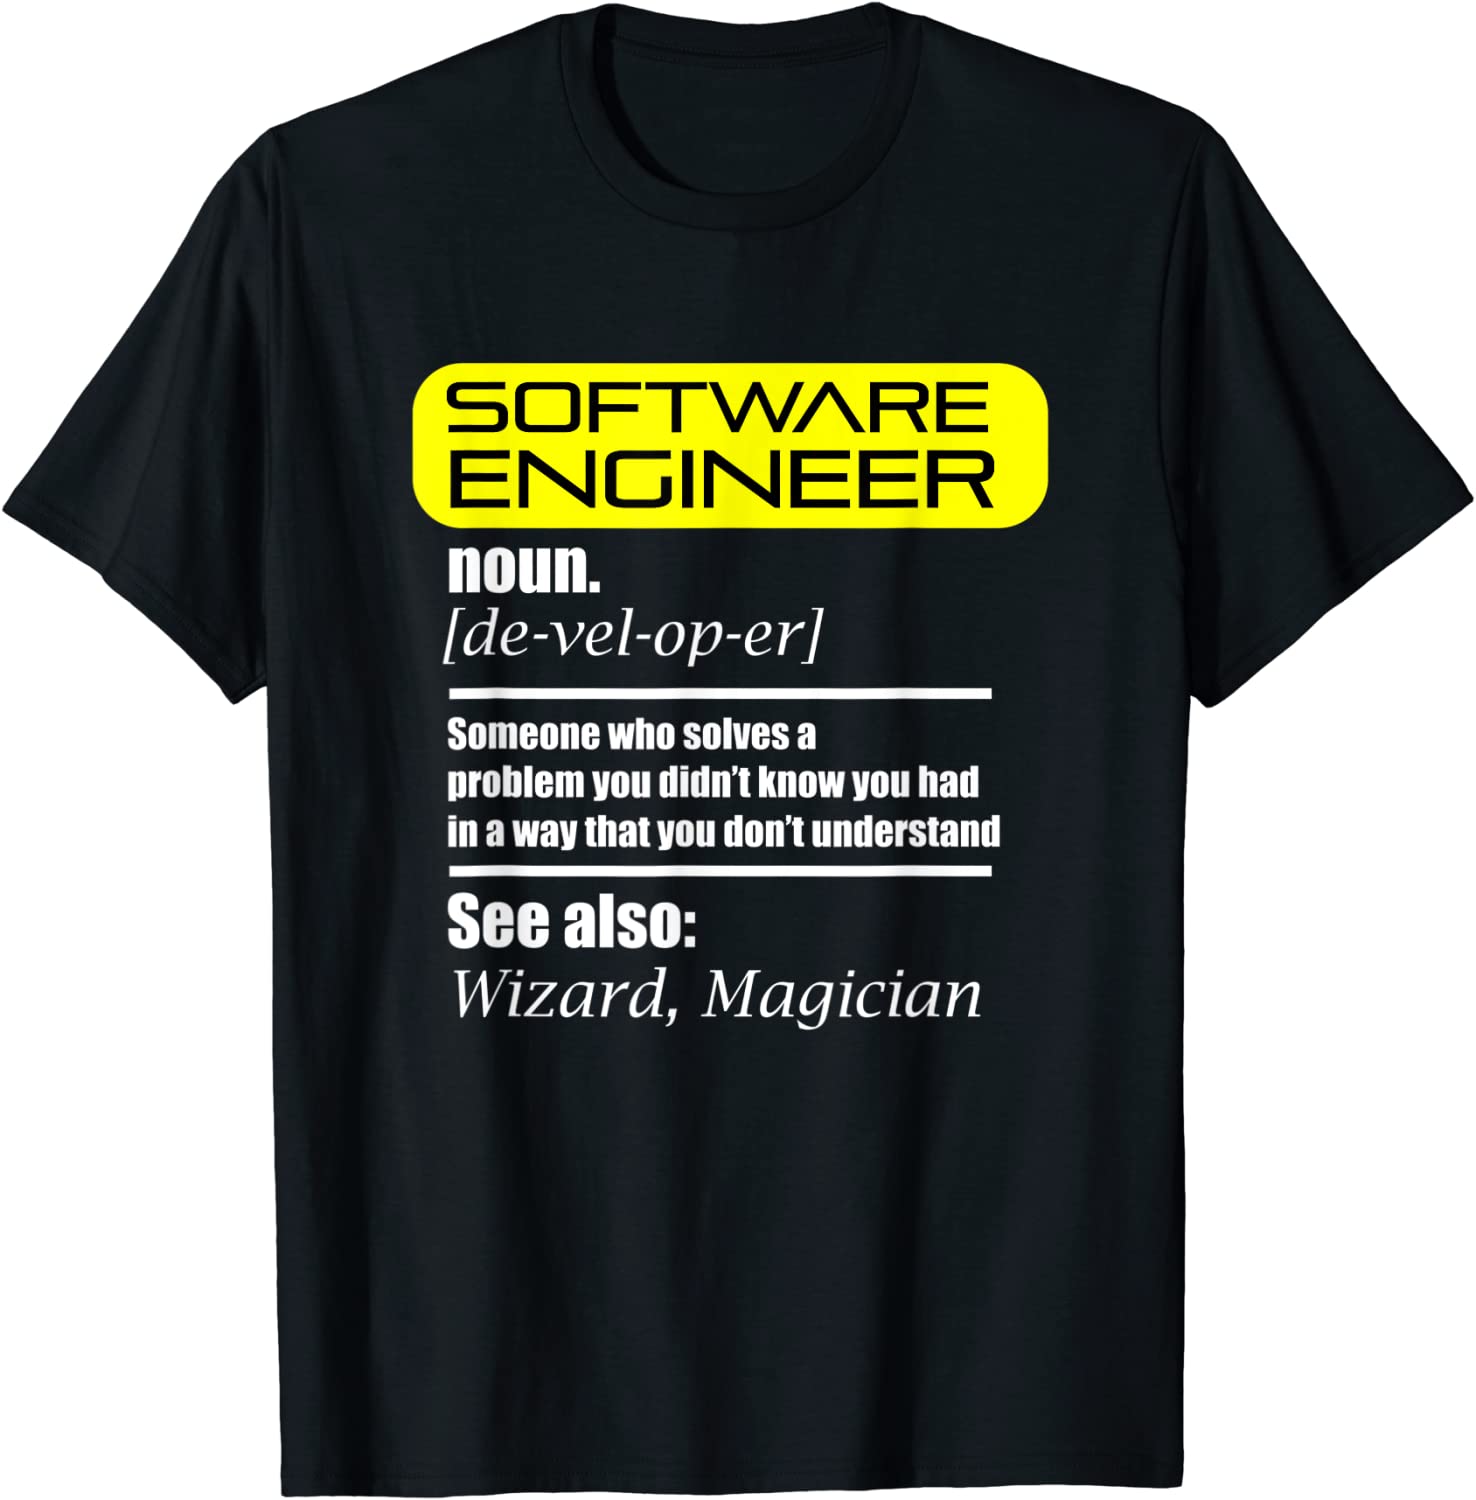 SOFTWARE
ENGINEER
noun.
[de-vel-op-er]
Someone who solves a
problem you didn’t know you had
in a way that you don’t understand
See also:
Wizard, Magician